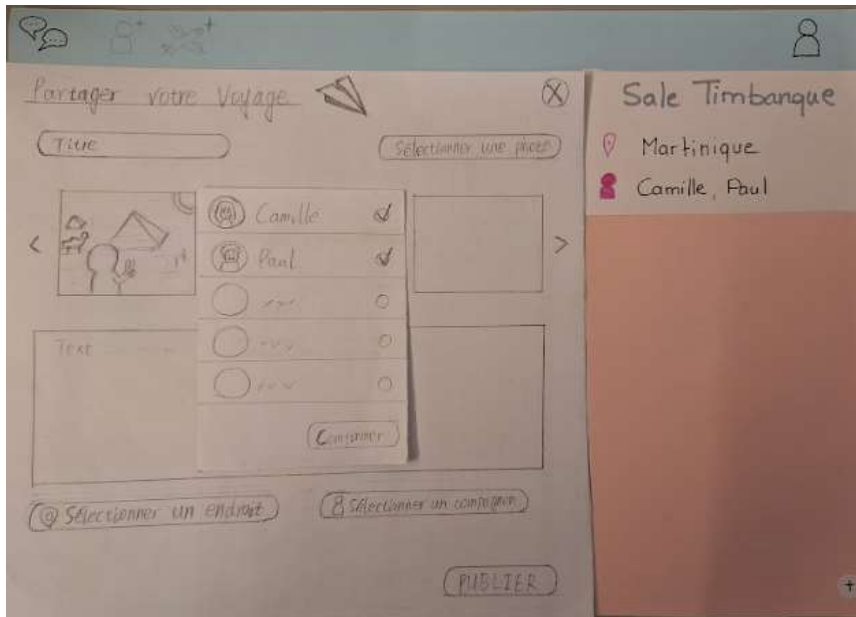 Partager votre Voyage
Titre
Sélectionner une photo
Camille
Paul
Text
Confirmer
Sélectionner un endroit
Sélectionner un compagnon
PUBLIER
Sale Timbanque
Martinique
Camille, Paul